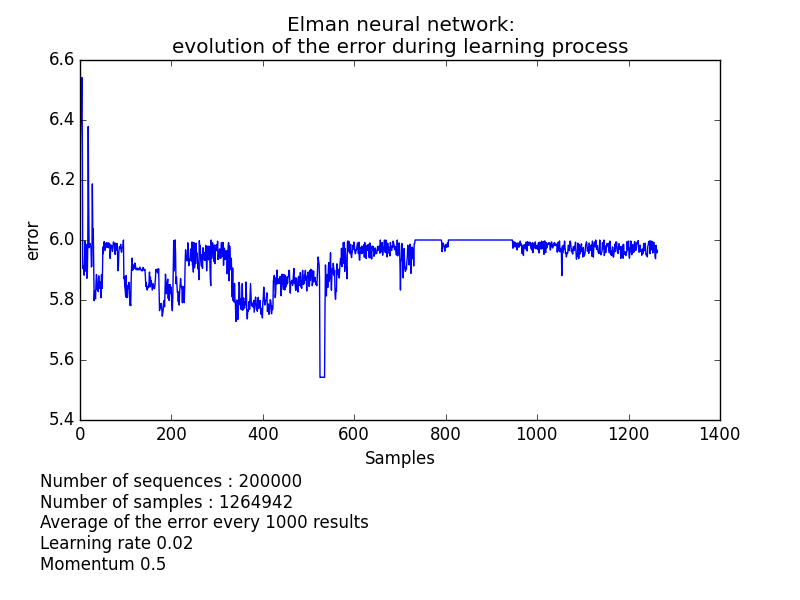 Elman neural network:
evolution of the error during learning process
6.6
6.4
6.2
6.0
5.8
5.6
5.4
error
0 200 400 600 800 1000 1200 1400
Samples
Number of sequences : 200000
Number of samples : 1264942
Average of the error every 1000 results
Learning rate 0.02
Momentum 0.5